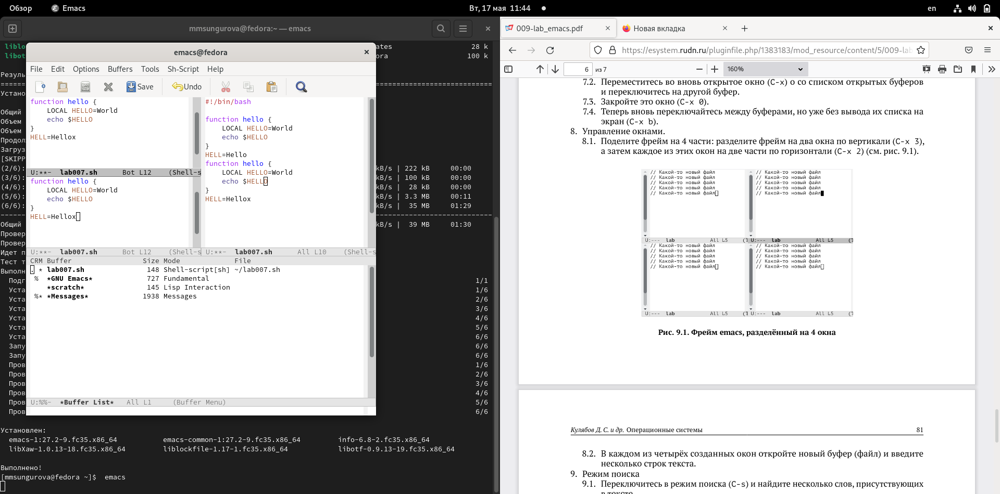 Обзор Emacs Вт, 17 мая 11:44 en
mmsungurova@fedora:~ — emacs
liblo ates 28 k
libot ora 100 k
Резуль
Устано
Общий
Объем
Объем
Продол
Загруз
[SKIPP
(2/6): kB/s | 222 kB 00:00
(3/6): kB/s | 100 kB 00:00
(4/6): kB/s | 28 kB 00:00
(5/6): kB/s | 3.3 MB 00:11
(6/6): kB/s | 35 MB 01:29
Общий kB/s | 39 MB 01:30
Провер
Провер
Идет п
Тест т
Выполн
Подг 1/1
Уста 1/6
Уста 2/6
Уста 3/6
Уста 4/6
Уста 5/6
Уста 6/6
Запу 6/6
Запу 6/6
Пров 1/6
Пров 2/6
Пров 3/6
Пров 4/6
Пров 5/6
Пров 6/6
Установлен:
emacs-1:27.2-9.fc35.x86_64 emacs-common-1:27.2-9.fc35.x86_64 info-6.8-2.fc35.x86_64
libXaw-1.0.13-18.fc35.x86_64 liblockfile-1.17-1.fc35.x86_64 libotf-0.9.13-19.fc35.x86_64
Выполнено!
[mmsungurova@fedora ~]$ emacs
emacs@fedora
File Edit Options Buffers Tools Sh-Script Help
Save Undo
function hello {
LOCAL HELLO=World
echo $HELLO
}
HELL=Hellox
U:**- lab007.sh Bot L12 (Shell-s
function hello {
LOCAL HELLO=World
echo $HELLO
}
HELL=Hellox
U:**- lab007.sh Bot L12 (Shell-s
#!/bin/bash
function hello {
LOCAL HELLO=World
echo $HELLO
}
HELL=Hello
function hello {
LOCAL HELLO=World
echo $HELLO
}
HELL=Hellox
U:**- lab007.sh All L10 (Shell-s
CRM Buffer Size Mode File
. * lab007.sh 148 Shell-script[sh] ~/lab007.sh
% *GNU Emacs* 727 Fundamental
*scratch* 145 Lisp Interaction
%* *Messages* 1938 Messages
U:%%- *Buffer List* All L1 (Buffer Menu)
009-lab_emacs.pdf Новая вкладка
https://esystem.rudn.ru/pluginfile.php/1383183/mod_resource/content/5/009-lab
6 из 7 160%
7.2. Переместитесь во вновь открытое окно (C-x) o со списком открытых буферов
и переключитесь на другой буфер.
7.3. Закройте это окно (C-x 0).
7.4. Теперь вновь переключайтесь между буферами, но уже без вывода их списка на
экран (C-x b).
8. Управление окнами.
8.1. Поделите фрейм на 4 части: разделите фрейм на два окна по вертикали (C-x 3),
а затем каждое из этих окон на две части по горизонтали (C-x 2) (см. рис. 9.1).
// Какой-то новый файл // Какой-то новый файл
// Какой-то новый файл // Какой-то новый файл
// Какой-то новый файл // Какой-то новый файл
// Какой-то новый файл // Какой-то новый файл
// Какой-то новый файл // Какой-то новый файл
U:--- lab All L5 (T U:--- lab All L5 (T
// Какой-то новый файл // Какой-то новый файл
// Какой-то новый файл // Какой-то новый файл
// Какой-то новый файл // Какой-то новый файл
// Какой-то новый файл // Какой-то новый файл
// Какой-то новый файл // Какой-то новый файл
U:--- lab All L5 (T U:--- lab All L5 (T
Рис. 9.1. Фрейм emacs, разделённый на 4 окна
Кулябов Д. С. и др. Операционные системы 81
8.2. В каждом из четырёх созданных окон откройте новый буфер (файл) и введите
несколько строк текста.
9. Режим поиска
9.1. Переключитесь в режим поиска (C-s) и найдите несколько слов, присутствующих
в тексте.